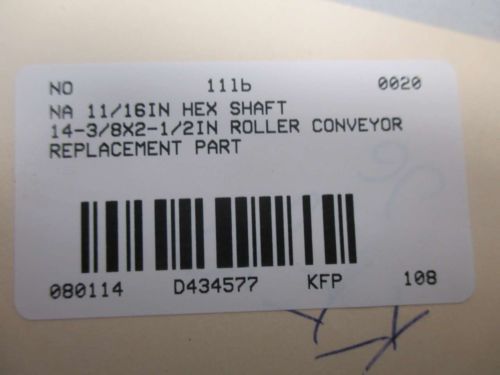 NO 11lb 0020
NA 11/16IN HEX SHAFT
14-3/8X2-1/2IN ROLLER CONVEYOR
REPLACEMENT PART
080114 D434577 KFP 108